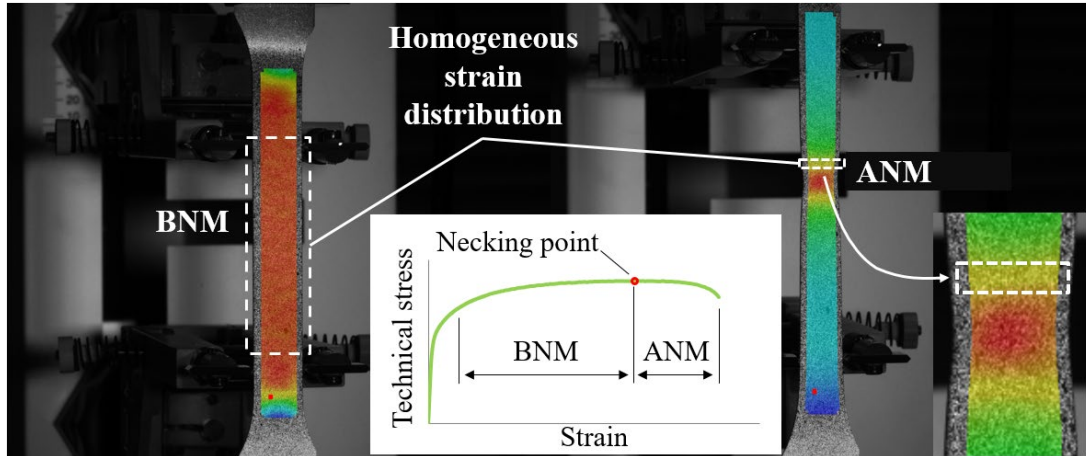 Homogeneous
strain
distribution
BNM
ANM
Necking point
Technical stress
BNM
ANM
Strain